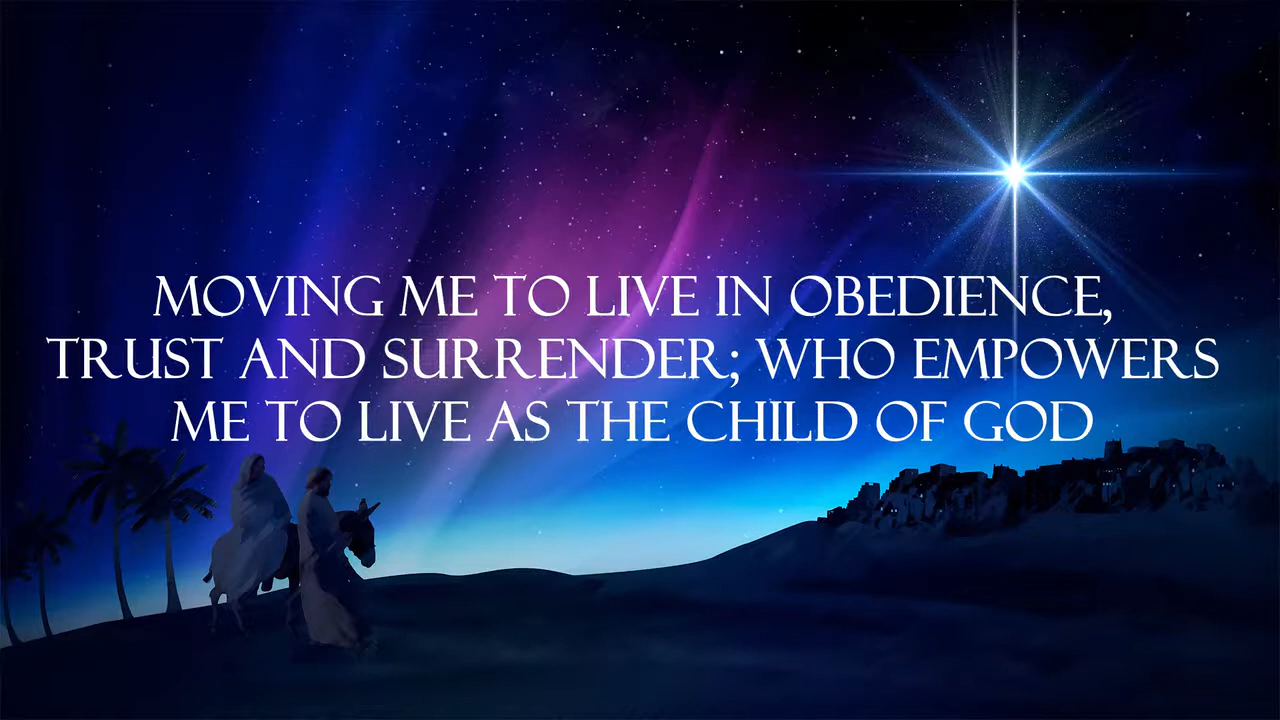 MOVING ME TO LIVE IN OBEDIENCE,
TRUST AND SURRENDER; WHO EMPOWERS
ME TO LIVE AS THE CHILD OF GOD